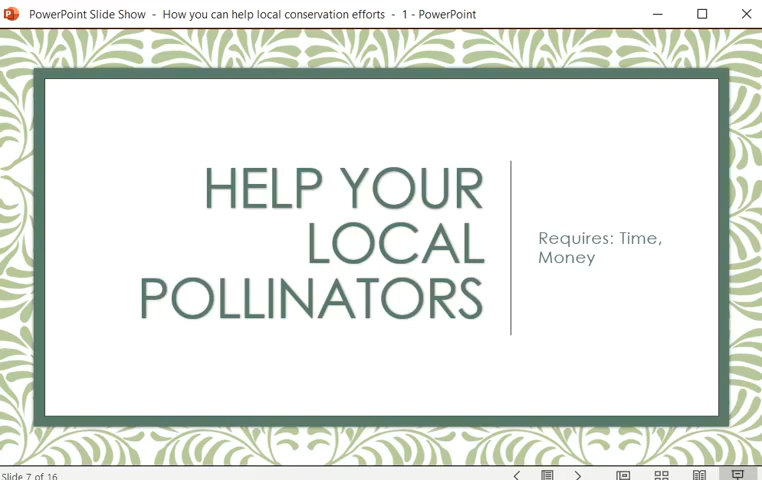 PowerPoint Slide Show - How you can help local conservation efforts - 1 - PowerPoint
HELP YOUR
LOCAL
POLLINATORS
Requires: Time,
Money
Slide 7 of 16